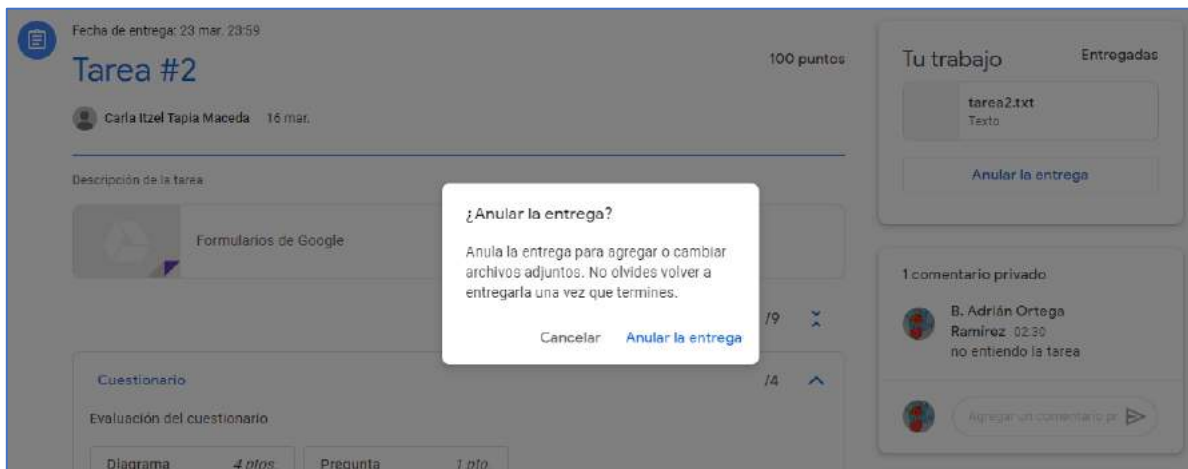 Fecha de entrega: 23 mar. 23:59
Tarea #2
100 puntos
Carla Itzel Tapia Maceda 16 mar.
Descripción de la tarea
Formularios de Google
/9
Cuestionario
/4
Evaluación del cuestionario
Diagrama 4 ptos.
Pregunta 1 pto.
¿Anular la entrega?
Anula la entrega para agregar o cambiar
archivos adjuntos. No olvides volver a
entregarla una vez que termines.
Cancelar Anular la entrega
Tu trabajo Entregadas
tarea2.txt
Texto
Anular la entrega
1 comentario privado
B. Adrián Ortega
Ramirez 02:30
no entiendo la tarea
Agregar un comentario pr